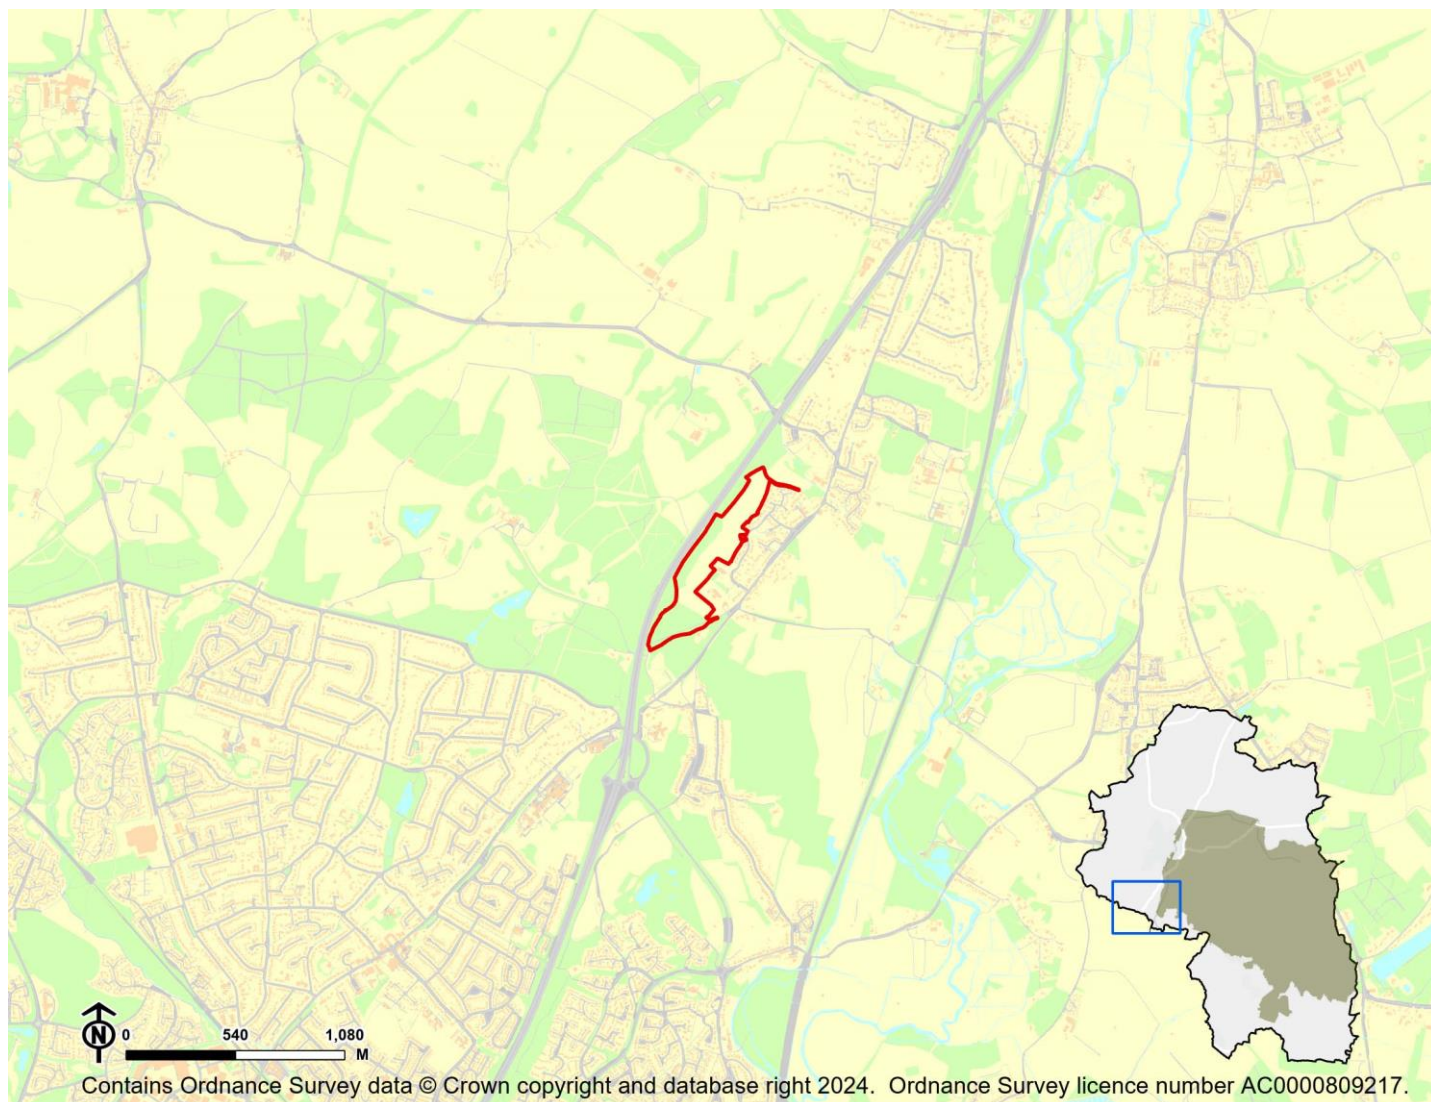 N
0 540 1,080
M
Contains Ordnance Survey data © Crown copyright and database right 2024. Ordnance Survey licence number AC0000809217.